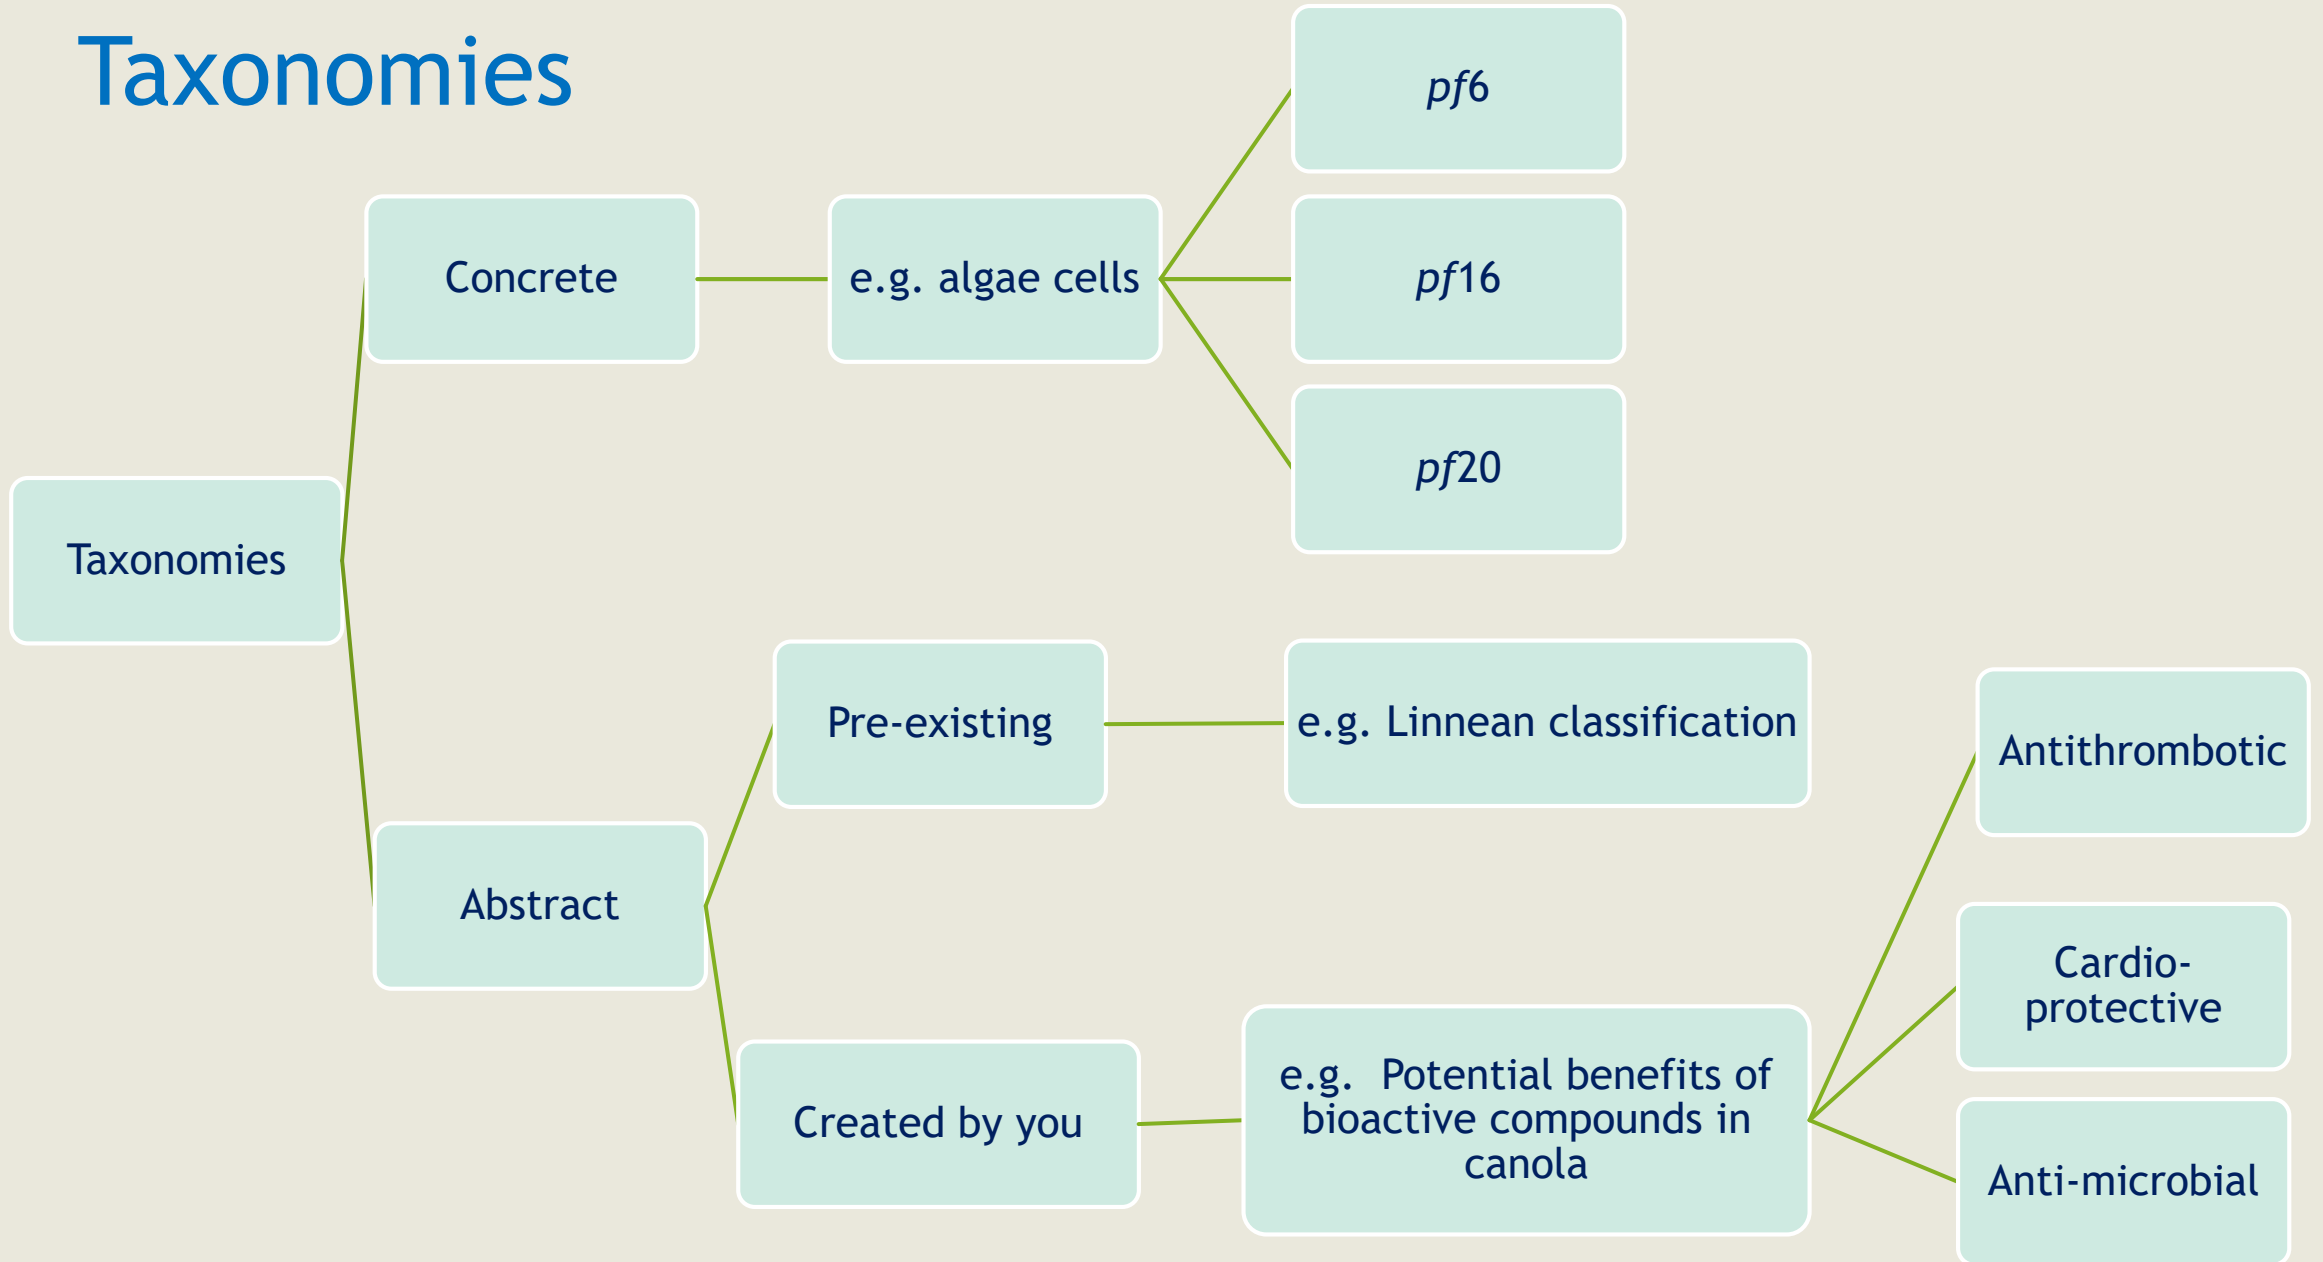 Taxonomies
Taxonomies
Concrete
e.g. algae cells
pf6
pf16
pf20
Abstract
Pre-existing
e.g. Linnean classification
Created by you
e.g. Potential benefits of
bioactive compounds in
canola
Antithrombotic
Cardio-
protective
Anti-microbial